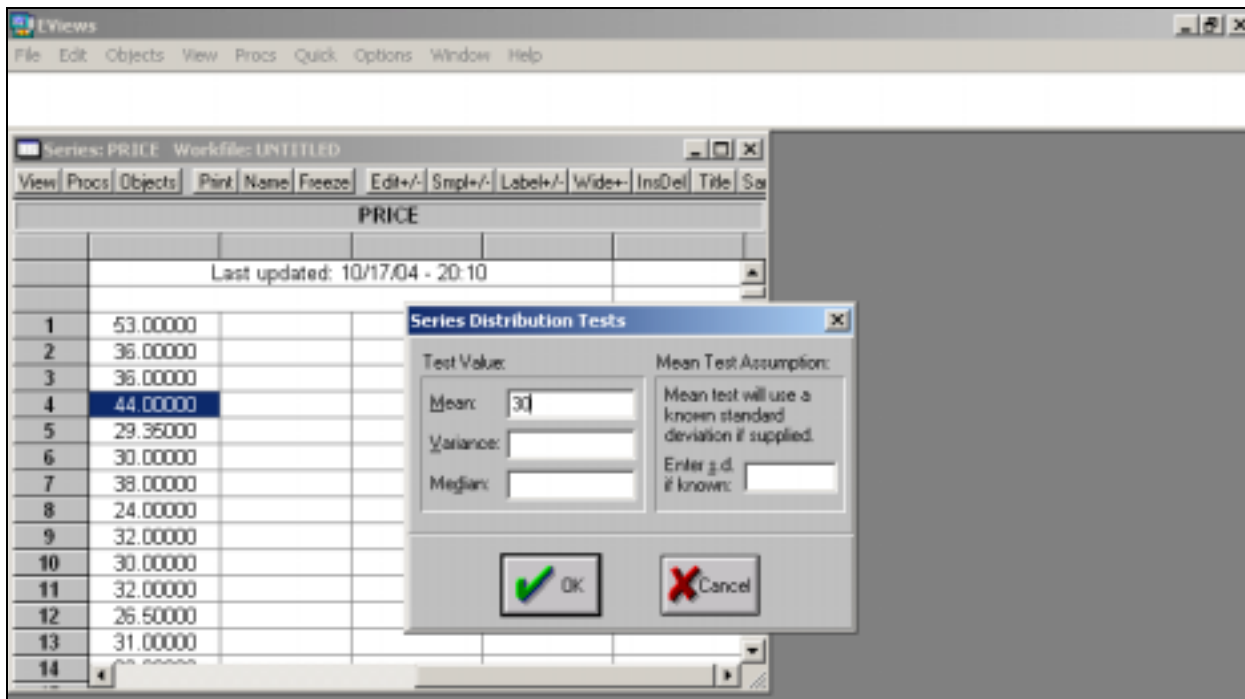 EViews
File Edit Objects View Procs Quick Options Window Help
Series: PRICE Workfile: UNTITLED
View Procs Objects Print Name Freeze Edit+/- Smpl+/- Label+/- Wide+- InsDel Title Sa
PRICE
Last updated: 10/17/04 - 20:10
1 53.00000
2 36.00000
3 36.00000
4 44.00000
5 29.35000
6 30.00000
7 38.00000
8 24.00000
9 32.00000
10 30.00000
11 32.00000
12 26.50000
13 31.00000
14
Series Distribution Tests
Test Value:
Mean: 30
Variance:
Median:
Mean Test Assumption:
Mean test will use a
known standard
deviation if supplied.
Enter s.d.
if known:
OK
Cancel